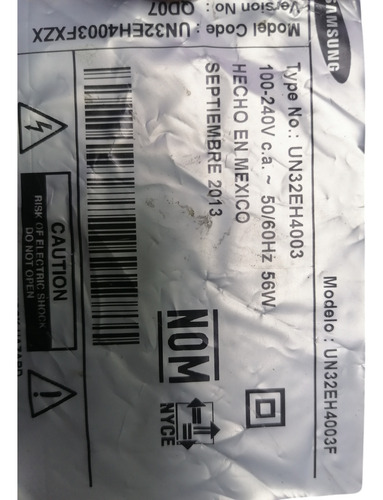 SAMSUNG
Modelo : UN32EH4003F
Type No.: UN32EH4003
100-240V c.a. ~ 50/60Hz 56W
HECHO EN MEXICO
SEPTIEMBRE 2013
Model Code : UN32EH4003FXZX
Version No : QD07
NOM
NYCE
CAUTION
RISK OF ELECTRIC SHOCK
DO NOT OPEN